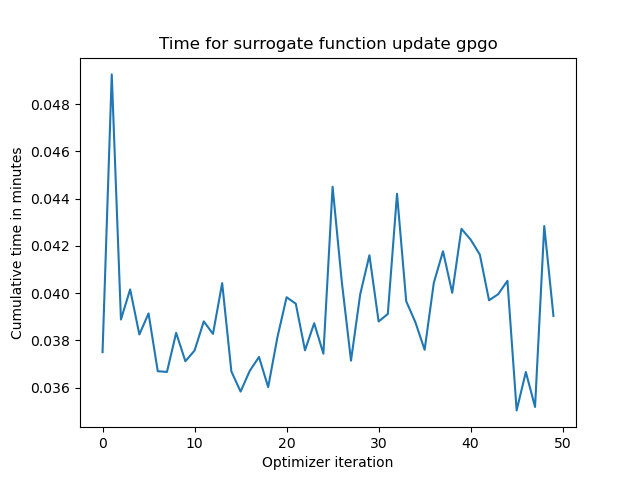 Time for surrogate function update gpgo
Cumulative time in minutes
0.048
0.046
0.044
0.042
0.040
0.038
0.036
0 10 20 30 40 50
Optimizer iteration